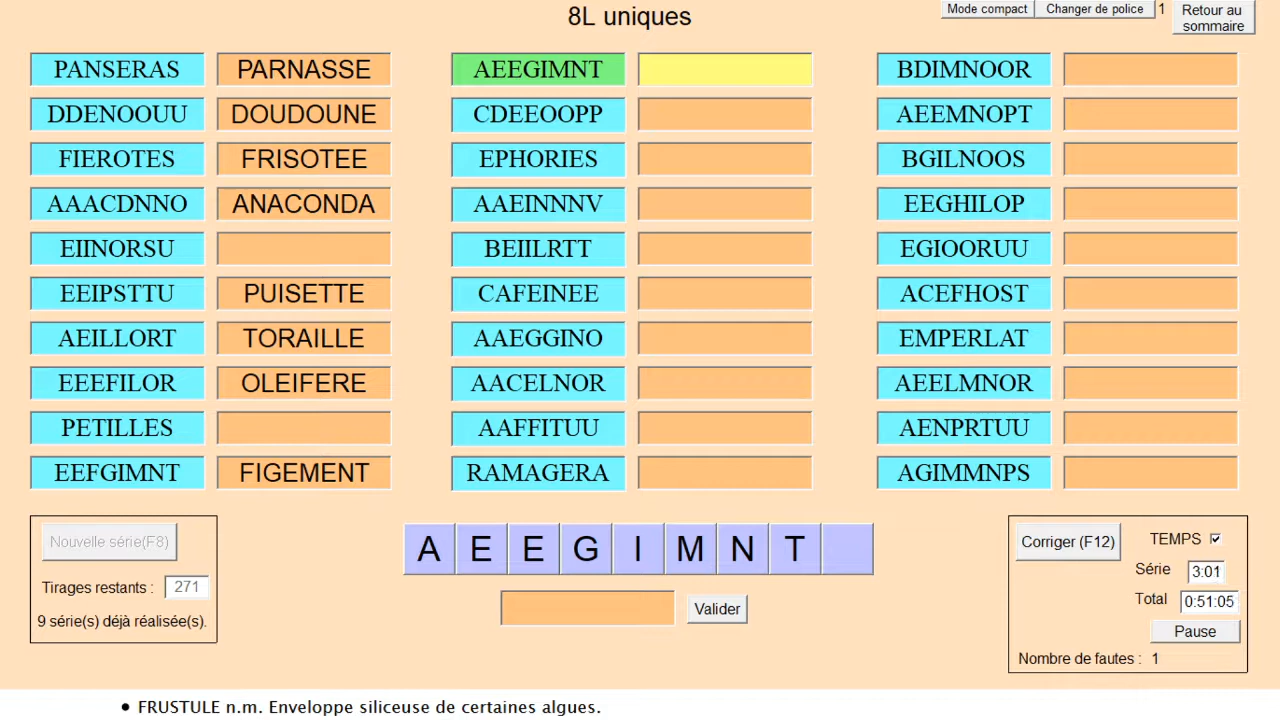 8L uniques
Mode compact Changer de police 1 Retour au sommaire
PANSERAS PARNASSE AEEGIMNT BDIMNOOR
DDENOOUU DOUDOUNE CDEEOOPP AEEMNOPT
FIEROTES FRISOTEE EPHORIES BGILNOOS
AAACDNNO ANACONDA AAEINNNV EEGHILOP
EIINORSU BEIILRTT EGIOORUU
EEIPSTTU PUISETTE CAFEINEE ACEFHOST
AEILLORT TORAILLE AAEGGINO EMPERLAT
EEEFILOR OLEIFERE AACELNOR AEELMNOR
PETILLES AAFFITUU AENPRTUU
EEFGIMNT FIGEMENT RAMAGERA AGIMMNPS
Nouvelle série(F8)
Tirages restants : 271
9 série(s) déjà réalisée(s).
A E E G I M N T
Valider
Corriger (F12) TEMPS
Série 3:01
Total 0:51:05
Pause
Nombre de fautes : 1
• FRUSTULE n.m. Enveloppe siliceuse de certaines algues.